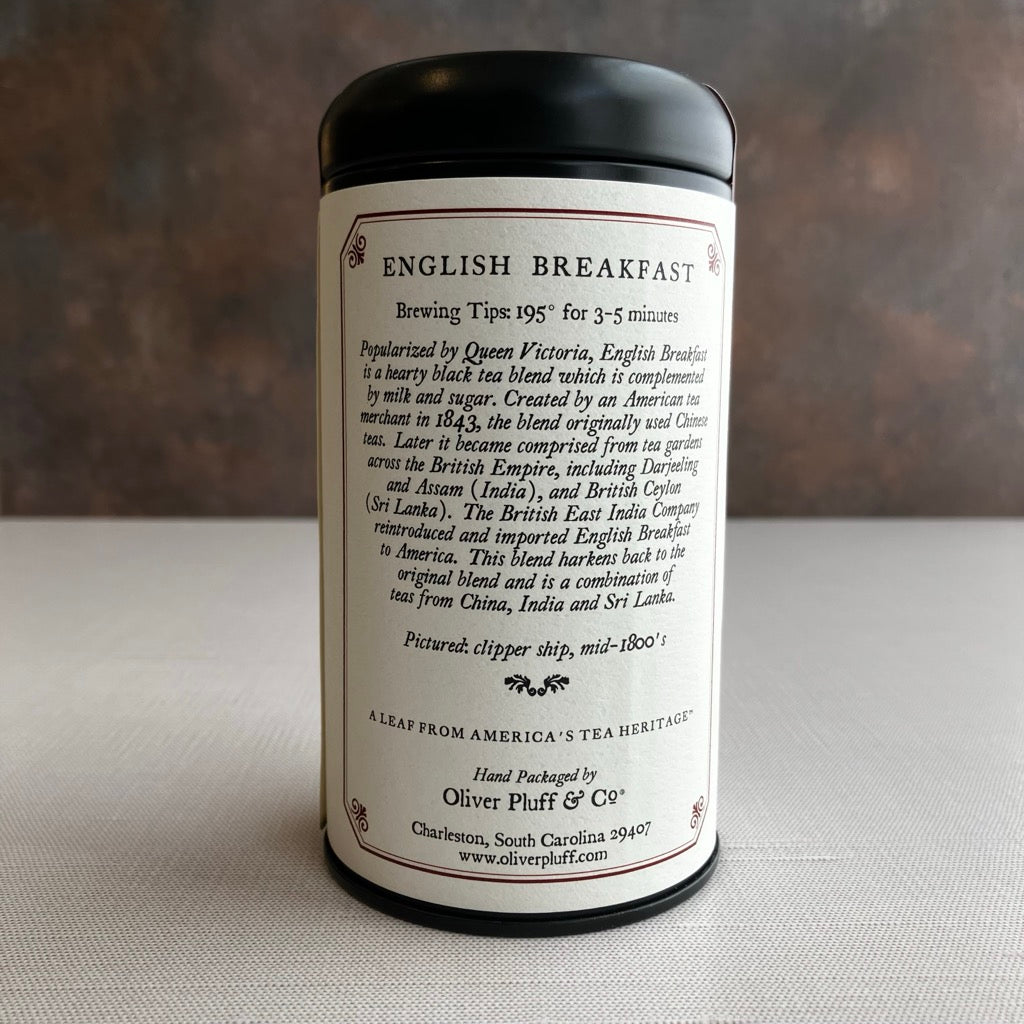 ENGLISH BREAKFAST
Brewing Tips: 195° for 3-5 minutes
Popularized by Queen Victoria, English Breakfast
is a hearty black tea blend which is complemented
by milk and sugar. Created by an American tea
merchant in 1843, the blend originally used Chinese
teas. Later it became comprised from tea gardens
across the British Empire, including Darjeeling
and Assam (India), and British Ceylon
(Sri Lanka). The British East India Company
reintroduced and imported English Breakfast
to America. This blend harkens back to the
original blend and is a combination of
teas from China, India and Sri Lanka.
Pictured: clipper ship, mid-1800's
A LEAF FROM AMERICA'S TEA HERITAGE™
Hand Packaged by
Oliver Pluff & Co®
Charleston, South Carolina 29407
www.oliverpluff.com